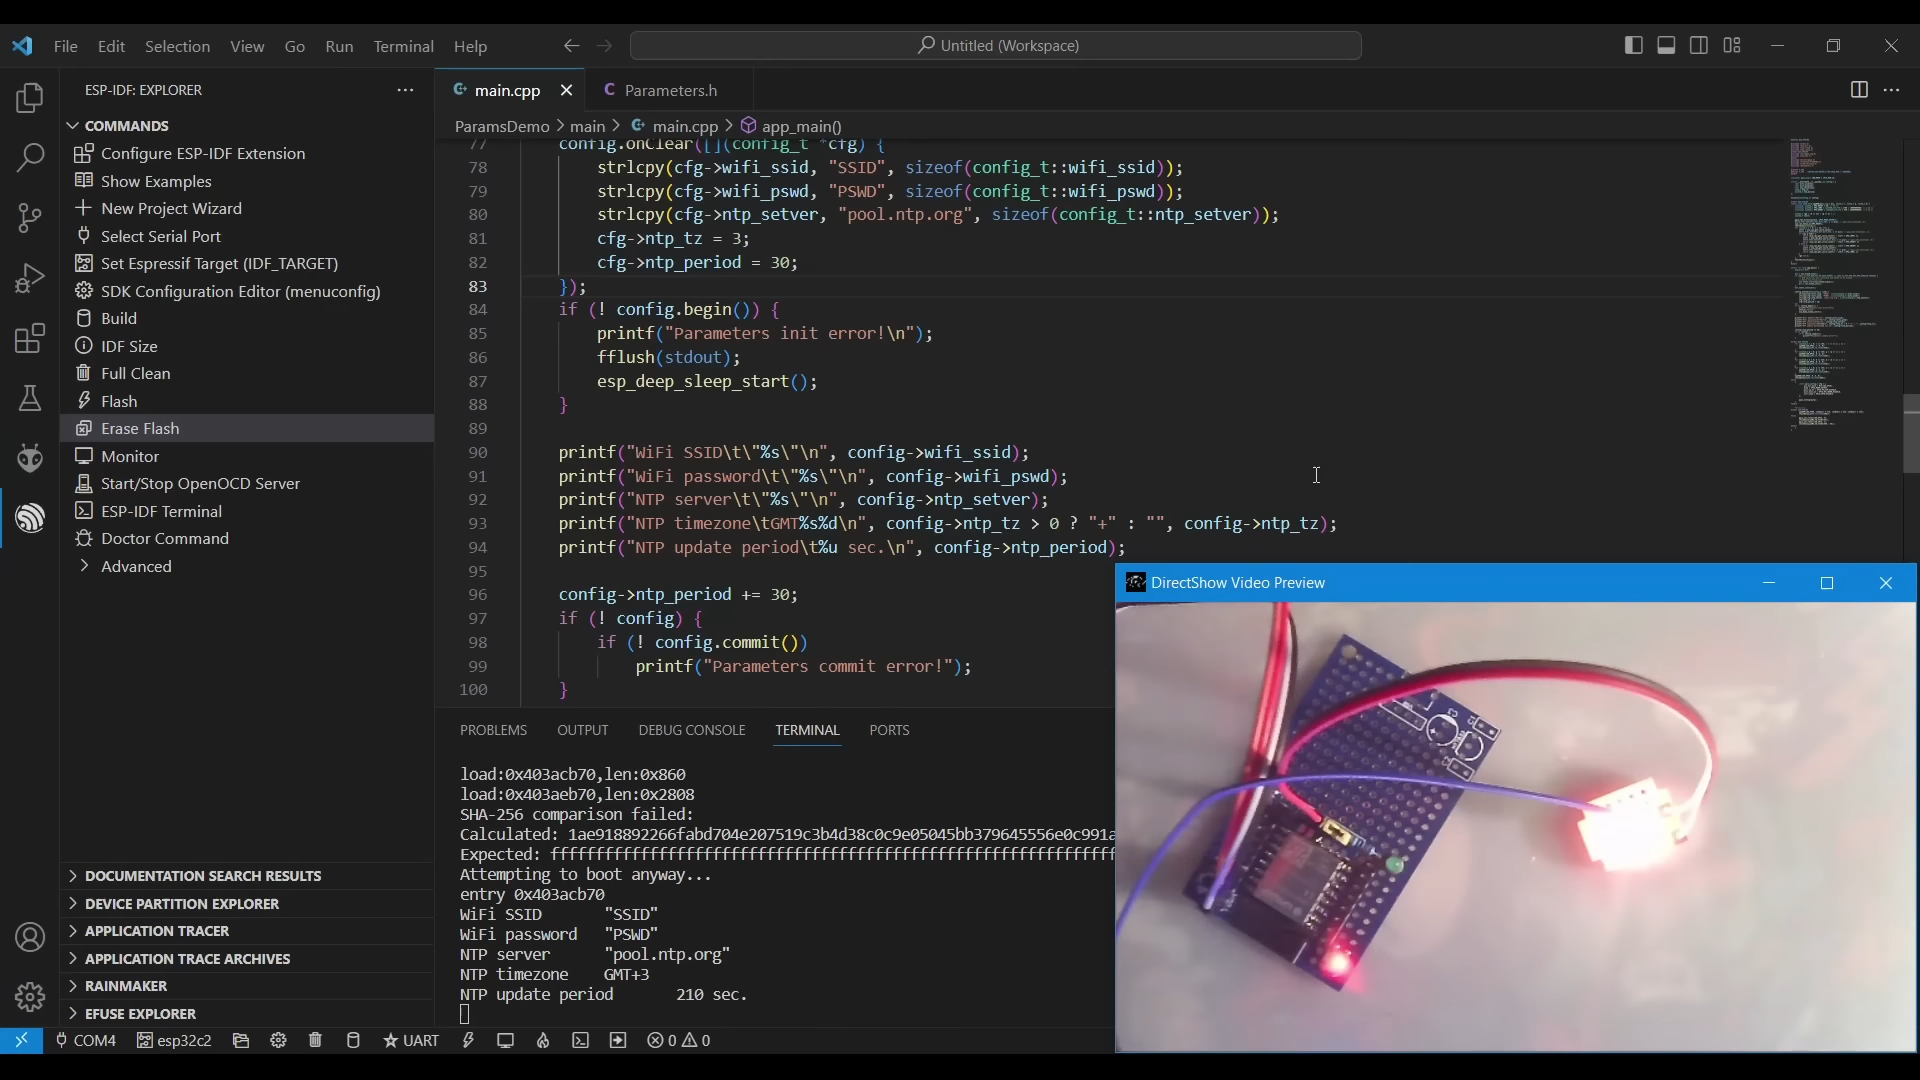 File Edit Selection View Go Run Terminal Help
Untitled (Workspace)
ESP-IDF: EXPLORER
COMMANDS
Configure ESP-IDF Extension
Show Examples
New Project Wizard
Select Serial Port
Set Espressif Target (IDF_TARGET)
SDK Configuration Editor (menuconfig)
Build
IDF Size
Full Clean
Flash
Erase Flash
Monitor
Start/Stop OpenOCD Server
ESP-IDF Terminal
Doctor Command
Advanced
DOCUMENTATION SEARCH RESULTS
DEVICE PARTITION EXPLORER
APPLICATION TRACER
APPLICATION TRACE ARCHIVES
RAINMAKER
EFUSE EXPLORER
main.cpp
Parameters.h
ParamsDemo > main > main.cpp > app_main()
77 config.onClear([](config_t *cfg) {
78 strlcpy(cfg->wifi_ssid, "SSID", sizeof(config_t::wifi_ssid));
79 strlcpy(cfg->wifi_pswd, "PSWD", sizeof(config_t::wifi_pswd));
80 strlcpy(cfg->ntp_setver, "pool.ntp.org", sizeof(config_t::ntp_setver));
81 cfg->ntp_tz = 3;
82 cfg->ntp_period = 30;
83 });
84 if (! config.begin()) {
85 printf("Parameters init error!\n");
86 fflush(stdout);
87 esp_deep_sleep_start();
88 }
89
90 printf("WiFi SSID\t\"%s\"\n", config->wifi_ssid);
91 printf("WiFi password\t\"%s\"\n", config->wifi_pswd);
92 printf("NTP server\t\"%s\"\n", config->ntp_setver);
93 printf("NTP timezone\tGMT%s%d\n", config->ntp_tz > 0 ? "+" : "", config->ntp_tz);
94 printf("NTP update period\t%u sec.\n", config->ntp_period);
95
96 config->ntp_period += 30;
97 if (! config) {
98 if (! config.commit())
99 printf("Parameters commit error!");
100 }
PROBLEMS OUTPUT DEBUG CONSOLE TERMINAL PORTS
load:0x403acb70,len:0x860
load:0x403aeb70,len:0x2808
SHA-256 comparison failed:
Calculated: 1ae918892266fabd704e207519c3b4d38c0c9e05045bb379645556e0c991a
Expected: ffffffffffffffffffffffffffffffffffffffffffffffffffffffffffffff
Attempting to boot anyway...
entry 0x403acb70
WiFi SSID "SSID"
WiFi password "PSWD"
NTP server "pool.ntp.org"
NTP timezone GMT+3
NTP update period 210 sec.
DirectShow Video Preview
COM4 esp32c2 UART 0 0